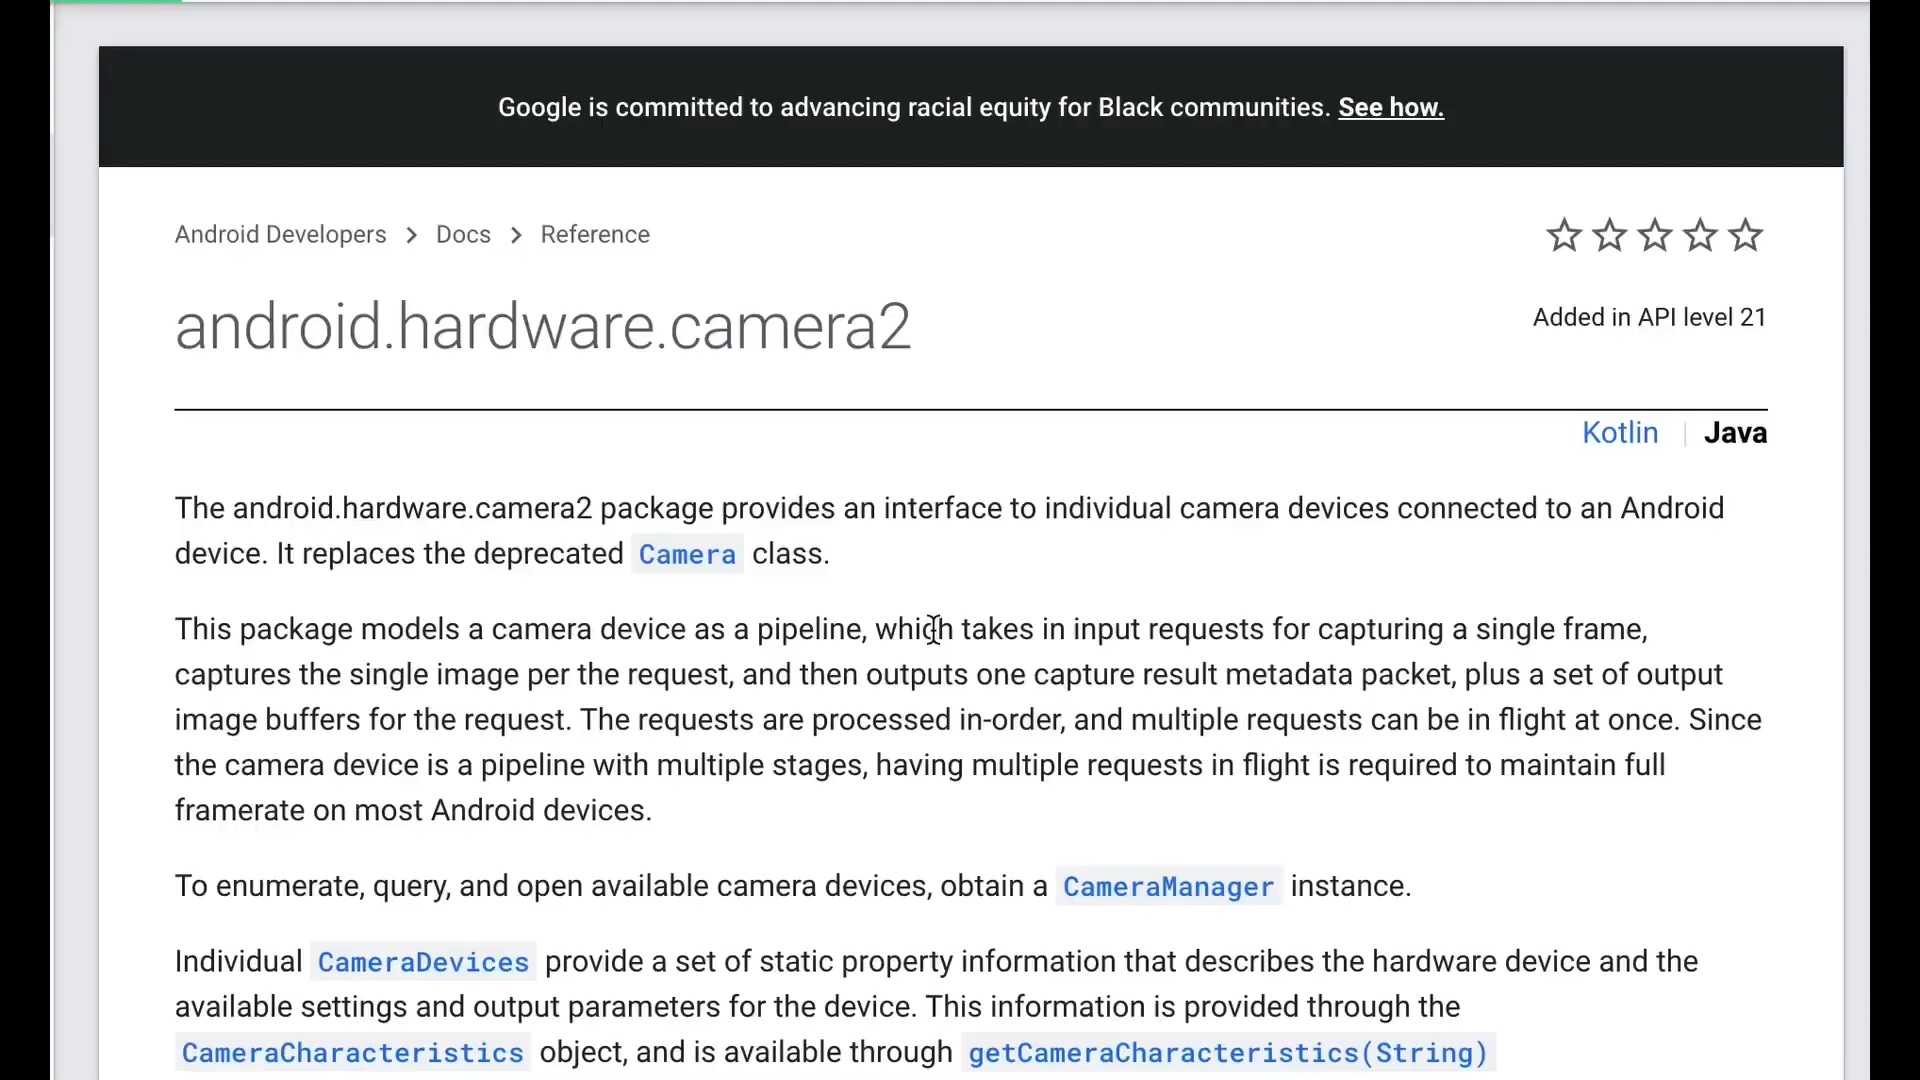 Google is committed to advancing racial equity for Black communities. See how.
Android Developers > Docs > Reference
android.hardware.camera2
Added in API level 21
Kotlin | Java
The android.hardware.camera2 package provides an interface to individual camera devices connected to an Android
device. It replaces the deprecated Camera class.
This package models a camera device as a pipeline, which takes in input requests for capturing a single frame,
captures the single image per the request, and then outputs one capture result metadata packet, plus a set of output
image buffers for the request. The requests are processed in-order, and multiple requests can be in flight at once. Since
the camera device is a pipeline with multiple stages, having multiple requests in flight is required to maintain full
framerate on most Android devices.
To enumerate, query, and open available camera devices, obtain a CameraManager instance.
Individual CameraDevices provide a set of static property information that describes the hardware device and the
available settings and output parameters for the device. This information is provided through the
CameraCharacteristics object, and is available through getCameraCharacteristics(String)